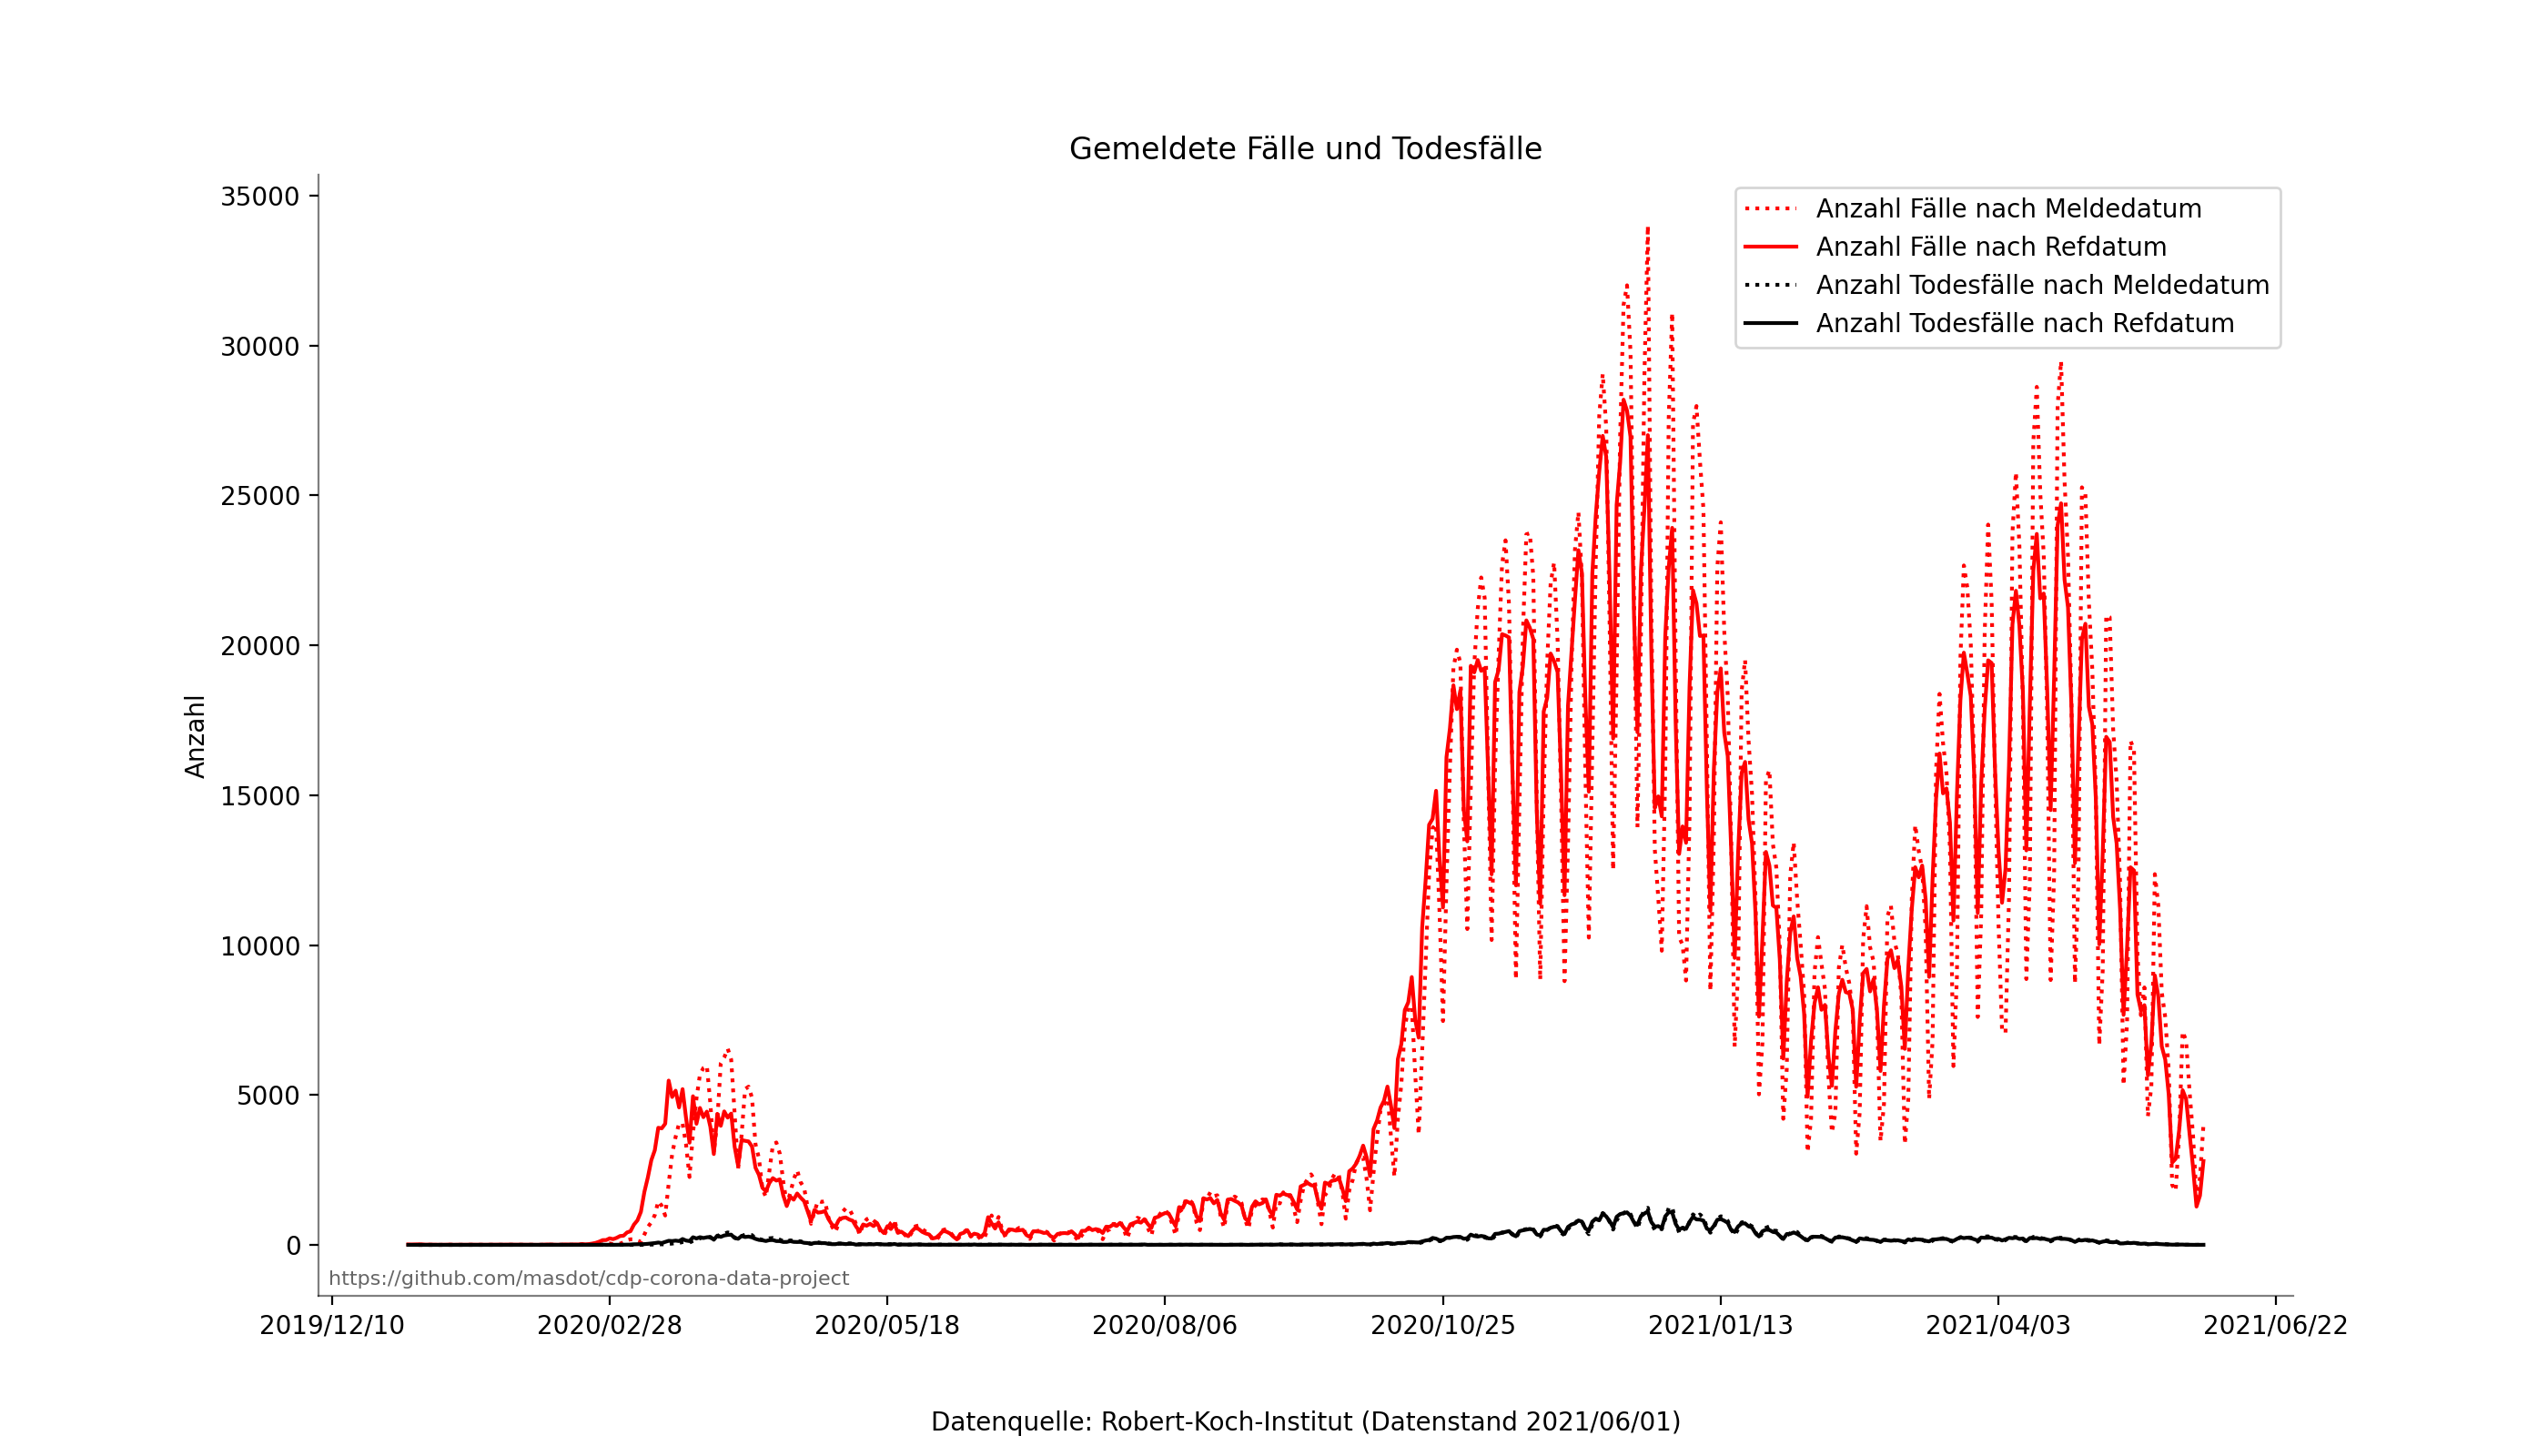 Gemeldete Fälle und Todesfälle
35000
30000
25000
20000
15000
10000
5000
0
Anzahl
Anzahl Fälle nach Meldedatum
Anzahl Fälle nach Refdatum
Anzahl Todesfälle nach Meldedatum
Anzahl Todesfälle nach Refdatum
https://github.com/masdot/cdp-corona-data-project
2019/12/10 2020/02/28 2020/05/18 2020/08/06 2020/10/25 2021/01/13 2021/04/03 2021/06/22
Datenquelle: Robert-Koch-Institut (Datenstand 2021/06/01)